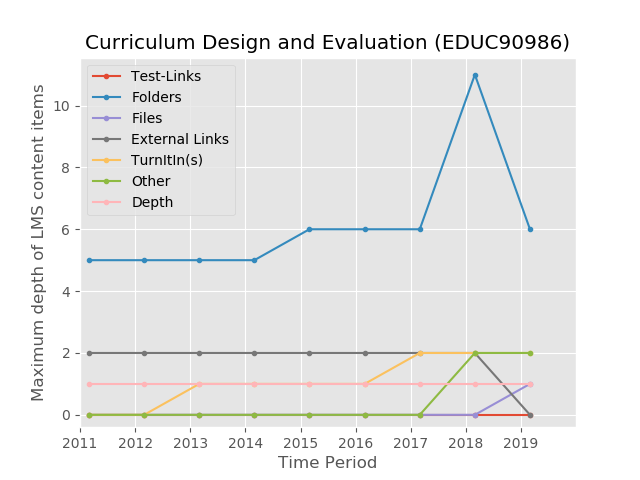 Curriculum Design and Evaluation (EDUC90986)
Maximum depth of LMS content items
10
8
6
4
2
0
Test-Links
Folders
Files
External Links
TurnItIn(s)
Other
Depth
2011 2012 2013 2014 2015 2016 2017 2018 2019
Time Period